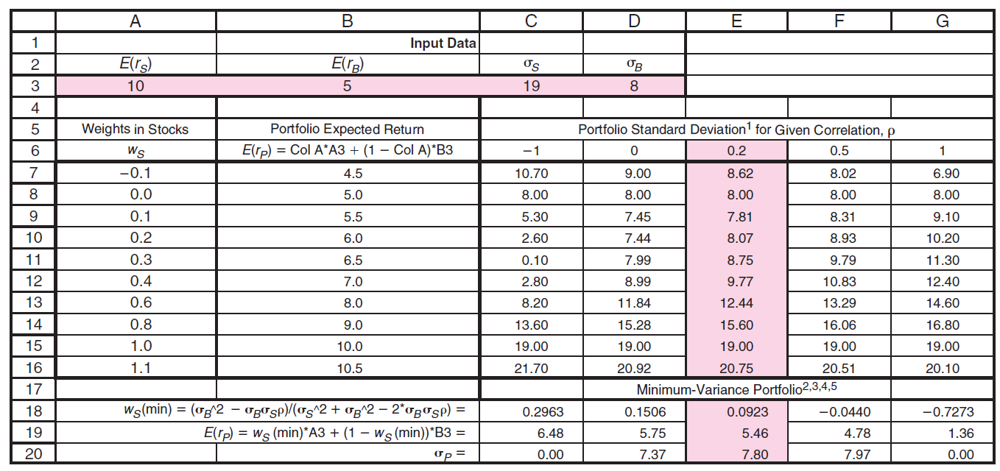 A B C D E F G
1 Input Data
2 E(rS) E(rB) σS σB
3 10 5 19 8
4
5 Weights in Stocks Portfolio Expected Return Portfolio Standard Deviation1 for Given Correlation, ρ
6 wS E(rP) = Col A*A3 + (1 − Col A)*B3 −1 0 0.2 0.5 1
7 −0.1 4.5 10.70 9.00 8.62 8.02 6.90
8 0.0 5.0 8.00 8.00 8.00 8.00 8.00
9 0.1 5.5 5.30 7.45 7.81 8.31 9.10
10 0.2 6.0 2.60 7.44 8.07 8.93 10.20
11 0.3 6.5 0.10 7.99 8.75 9.79 11.30
12 0.4 7.0 2.80 8.99 9.77 10.83 12.40
13 0.6 8.0 8.20 11.84 12.44 13.29 14.60
14 0.8 9.0 13.60 15.28 15.60 16.06 16.80
15 1.0 10.0 19.00 19.00 19.00 19.00 19.00
16 1.1 10.5 21.70 20.92 20.75 20.51 20.10
17 Minimum-Variance Portfolio2,3,4,5
18 wS(min) = (σB^2 − σBσSρ)/(σS^2 + σB^2 − 2*σBσSρ) = 0.2963 0.1506 0.0923 −0.0440 −0.7273
19 E(rP) = wS(min)*A3 + (1 − wS(min))*B3 = 6.48 5.75 5.46 4.78 1.36
20 σP = 0.00 7.37 7.80 7.97 0.00